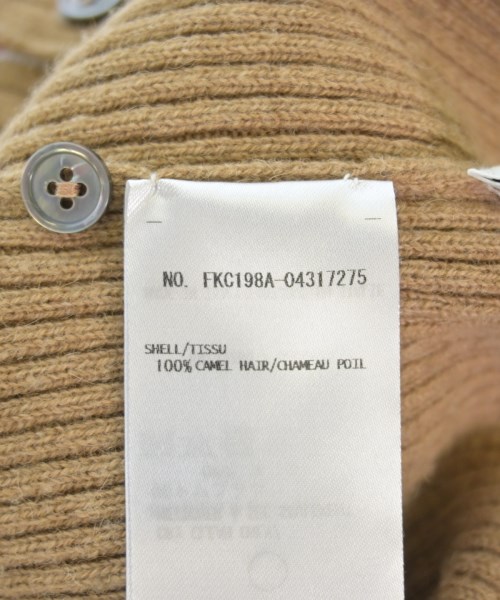 NO. FKC198A-04317275
SHELL/TISSU
100% CAMEL HAIR/CHAMEAU POIL